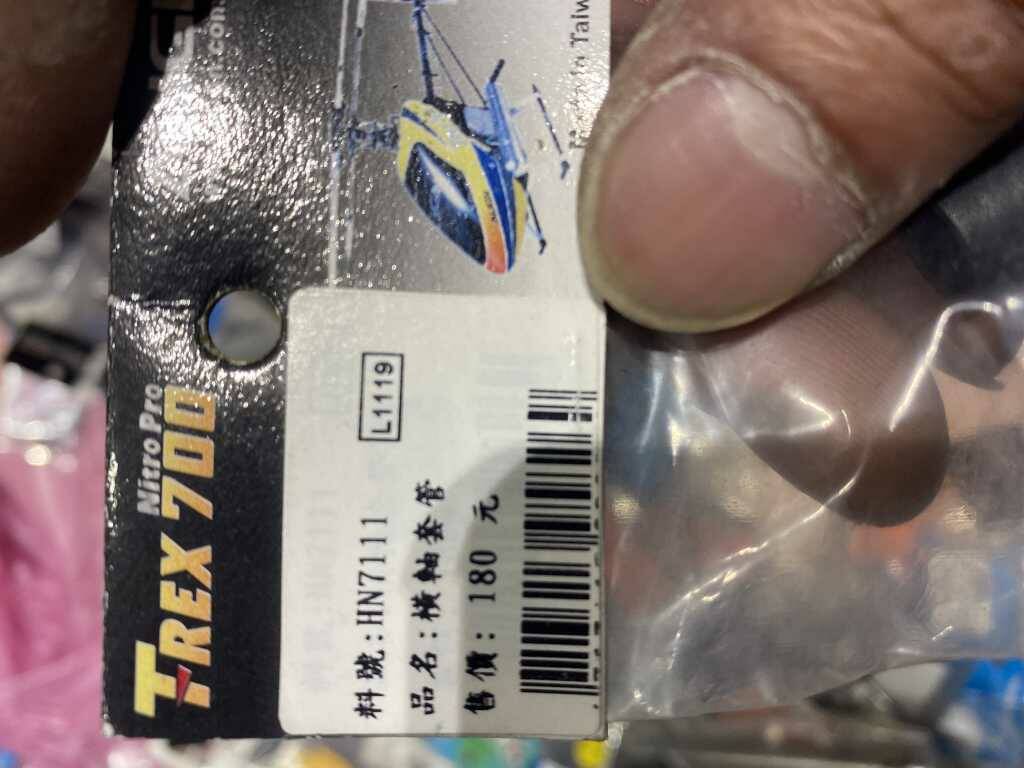 Nitro Pro
T-REX 700
L1119
料號:HN7111
品名:橫軸套管
售價: 180 元